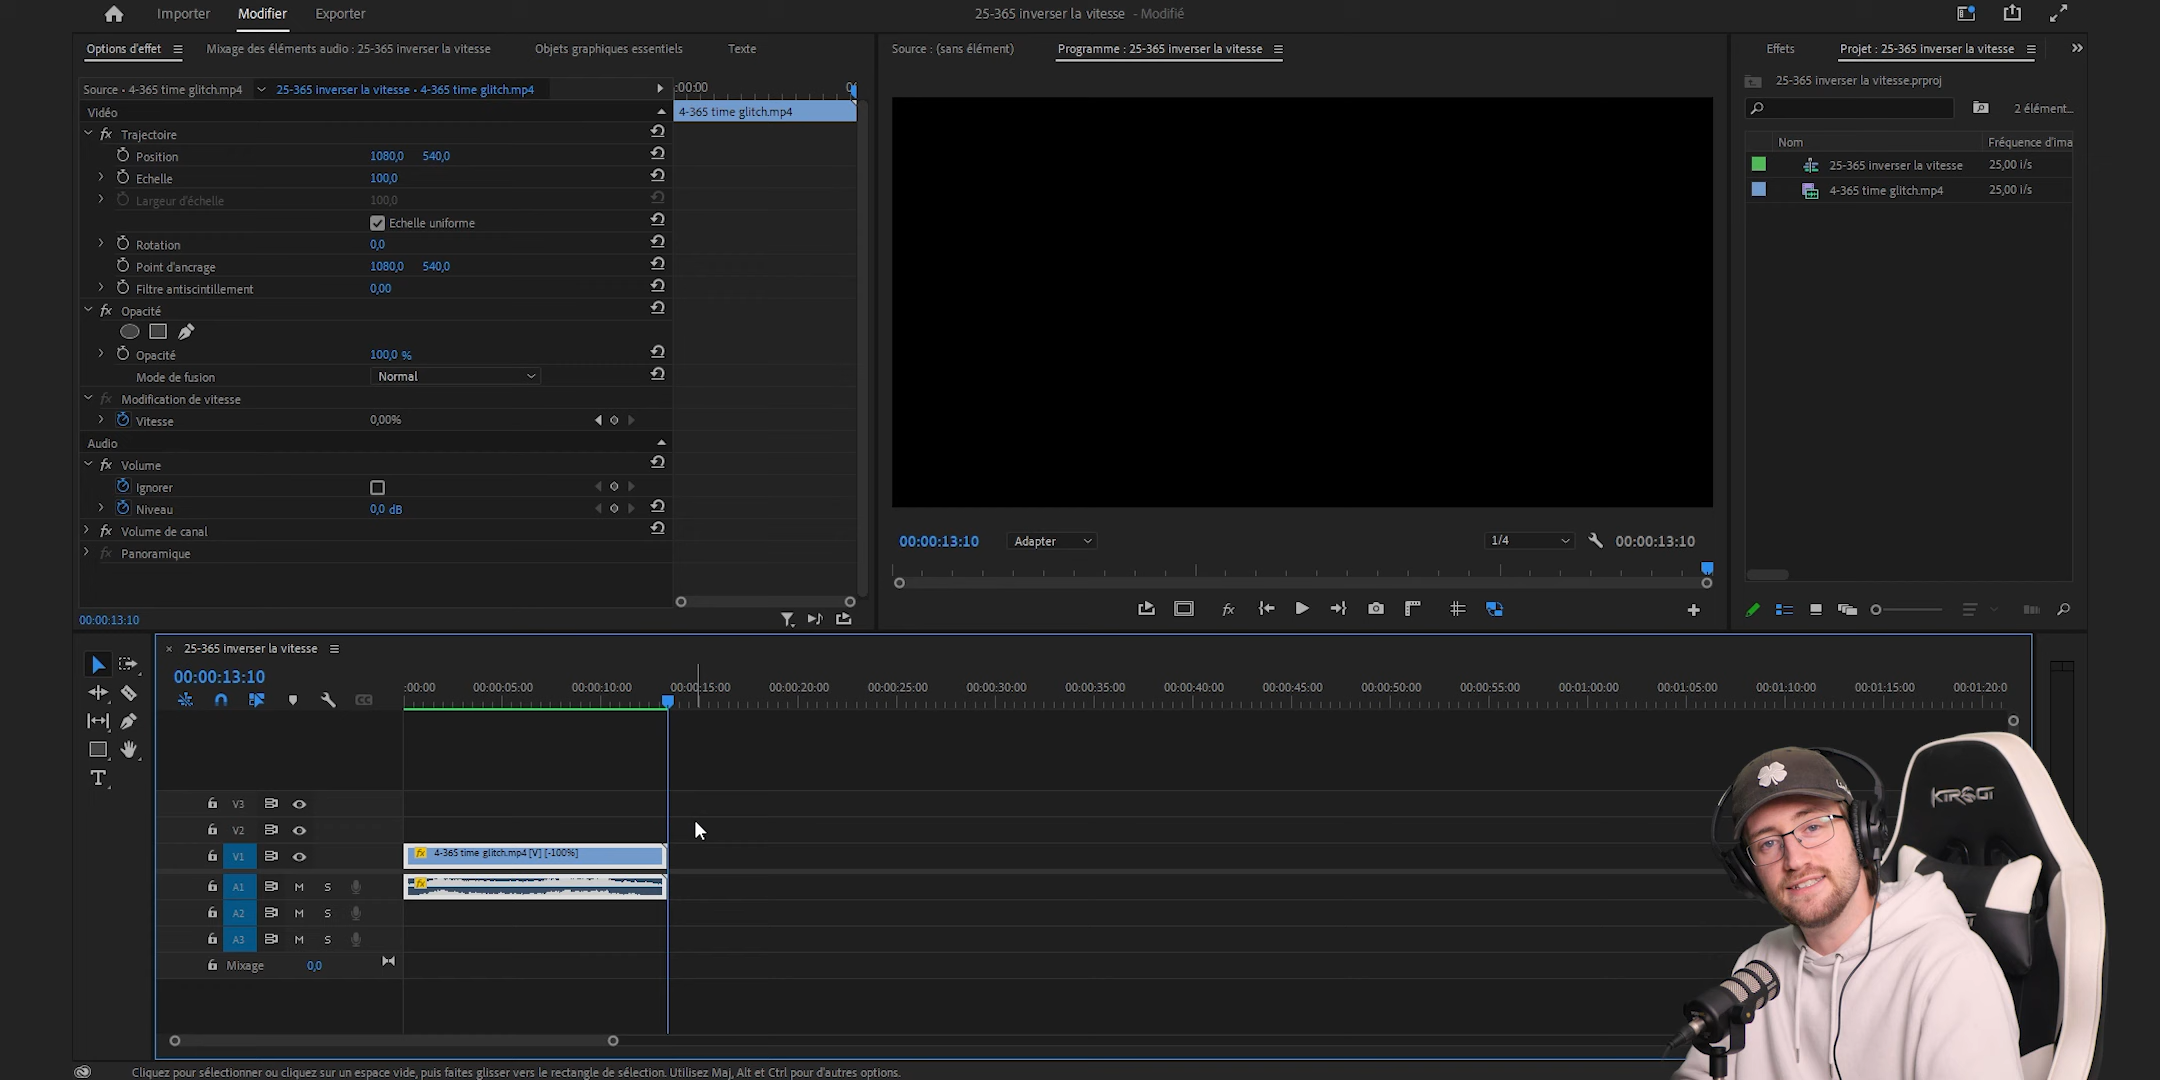 Importer
Modifier
Exporter
25-365 inverser la vitesse - Modifié
Options d'effet
Mixage des éléments audio : 25-365 inverser la vitesse
Objets graphiques essentiels
Texte
Source : (sans élément)
Programme : 25-365 inverser la vitesse
Effets
Projet : 25-365 inverser la vitesse
Source • 4-365 time glitch.mp4
25-365 inverser la vitesse • 4-365 time glitch.mp4
:00:00
Vidéo
4-365 time glitch.mp4
Trajectoire
Position 1080,0 540,0
Echelle 100,0
Largeur d'échelle 100,0
Echelle uniforme
Rotation 0,0
Point d'ancrage 1080,0 540,0
Filtre antiscintillement 0,00
Opacité
Opacité 100,0 %
Mode de fusion Normal
Modification de vitesse
Vitesse 0,00%
Audio
Volume
Ignorer
Niveau 0,0 dB
Volume de canal
Panoramique
00:00:13:10
00:00:13:10
Adapter
1/4
00:00:13:10
25-365 inverser la vitesse.prproj
2 élément...
Nom Fréquence d'ima
25-365 inverser la vitesse 25,00 i/s
4-365 time glitch.mp4 25,00 i/s
25-365 inverser la vitesse
00:00:13:10
:00:00 00:00:05:00 00:00:10:00 00:00:15:00 00:00:20:00 00:00:25:00 00:00:30:00 00:00:35:00 00:00:40:00 00:00:45:00 00:00:50:00 00:00:55:00 00:01:00:00 00:01:05:00 00:01:10:00 00:01:15:00 00:01:20:0
V3
V2
V1
4-365 time glitch.mp4 [V] [-100%]
A1 M S
A2 M S
A3 M S
Mixage 0,0
Cliquez pour sélectionner ou cliquez sur un espace vide, puis faites glisser vers le rectangle de sélection. Utilisez Maj, Alt et Ctrl pour d'autres options.